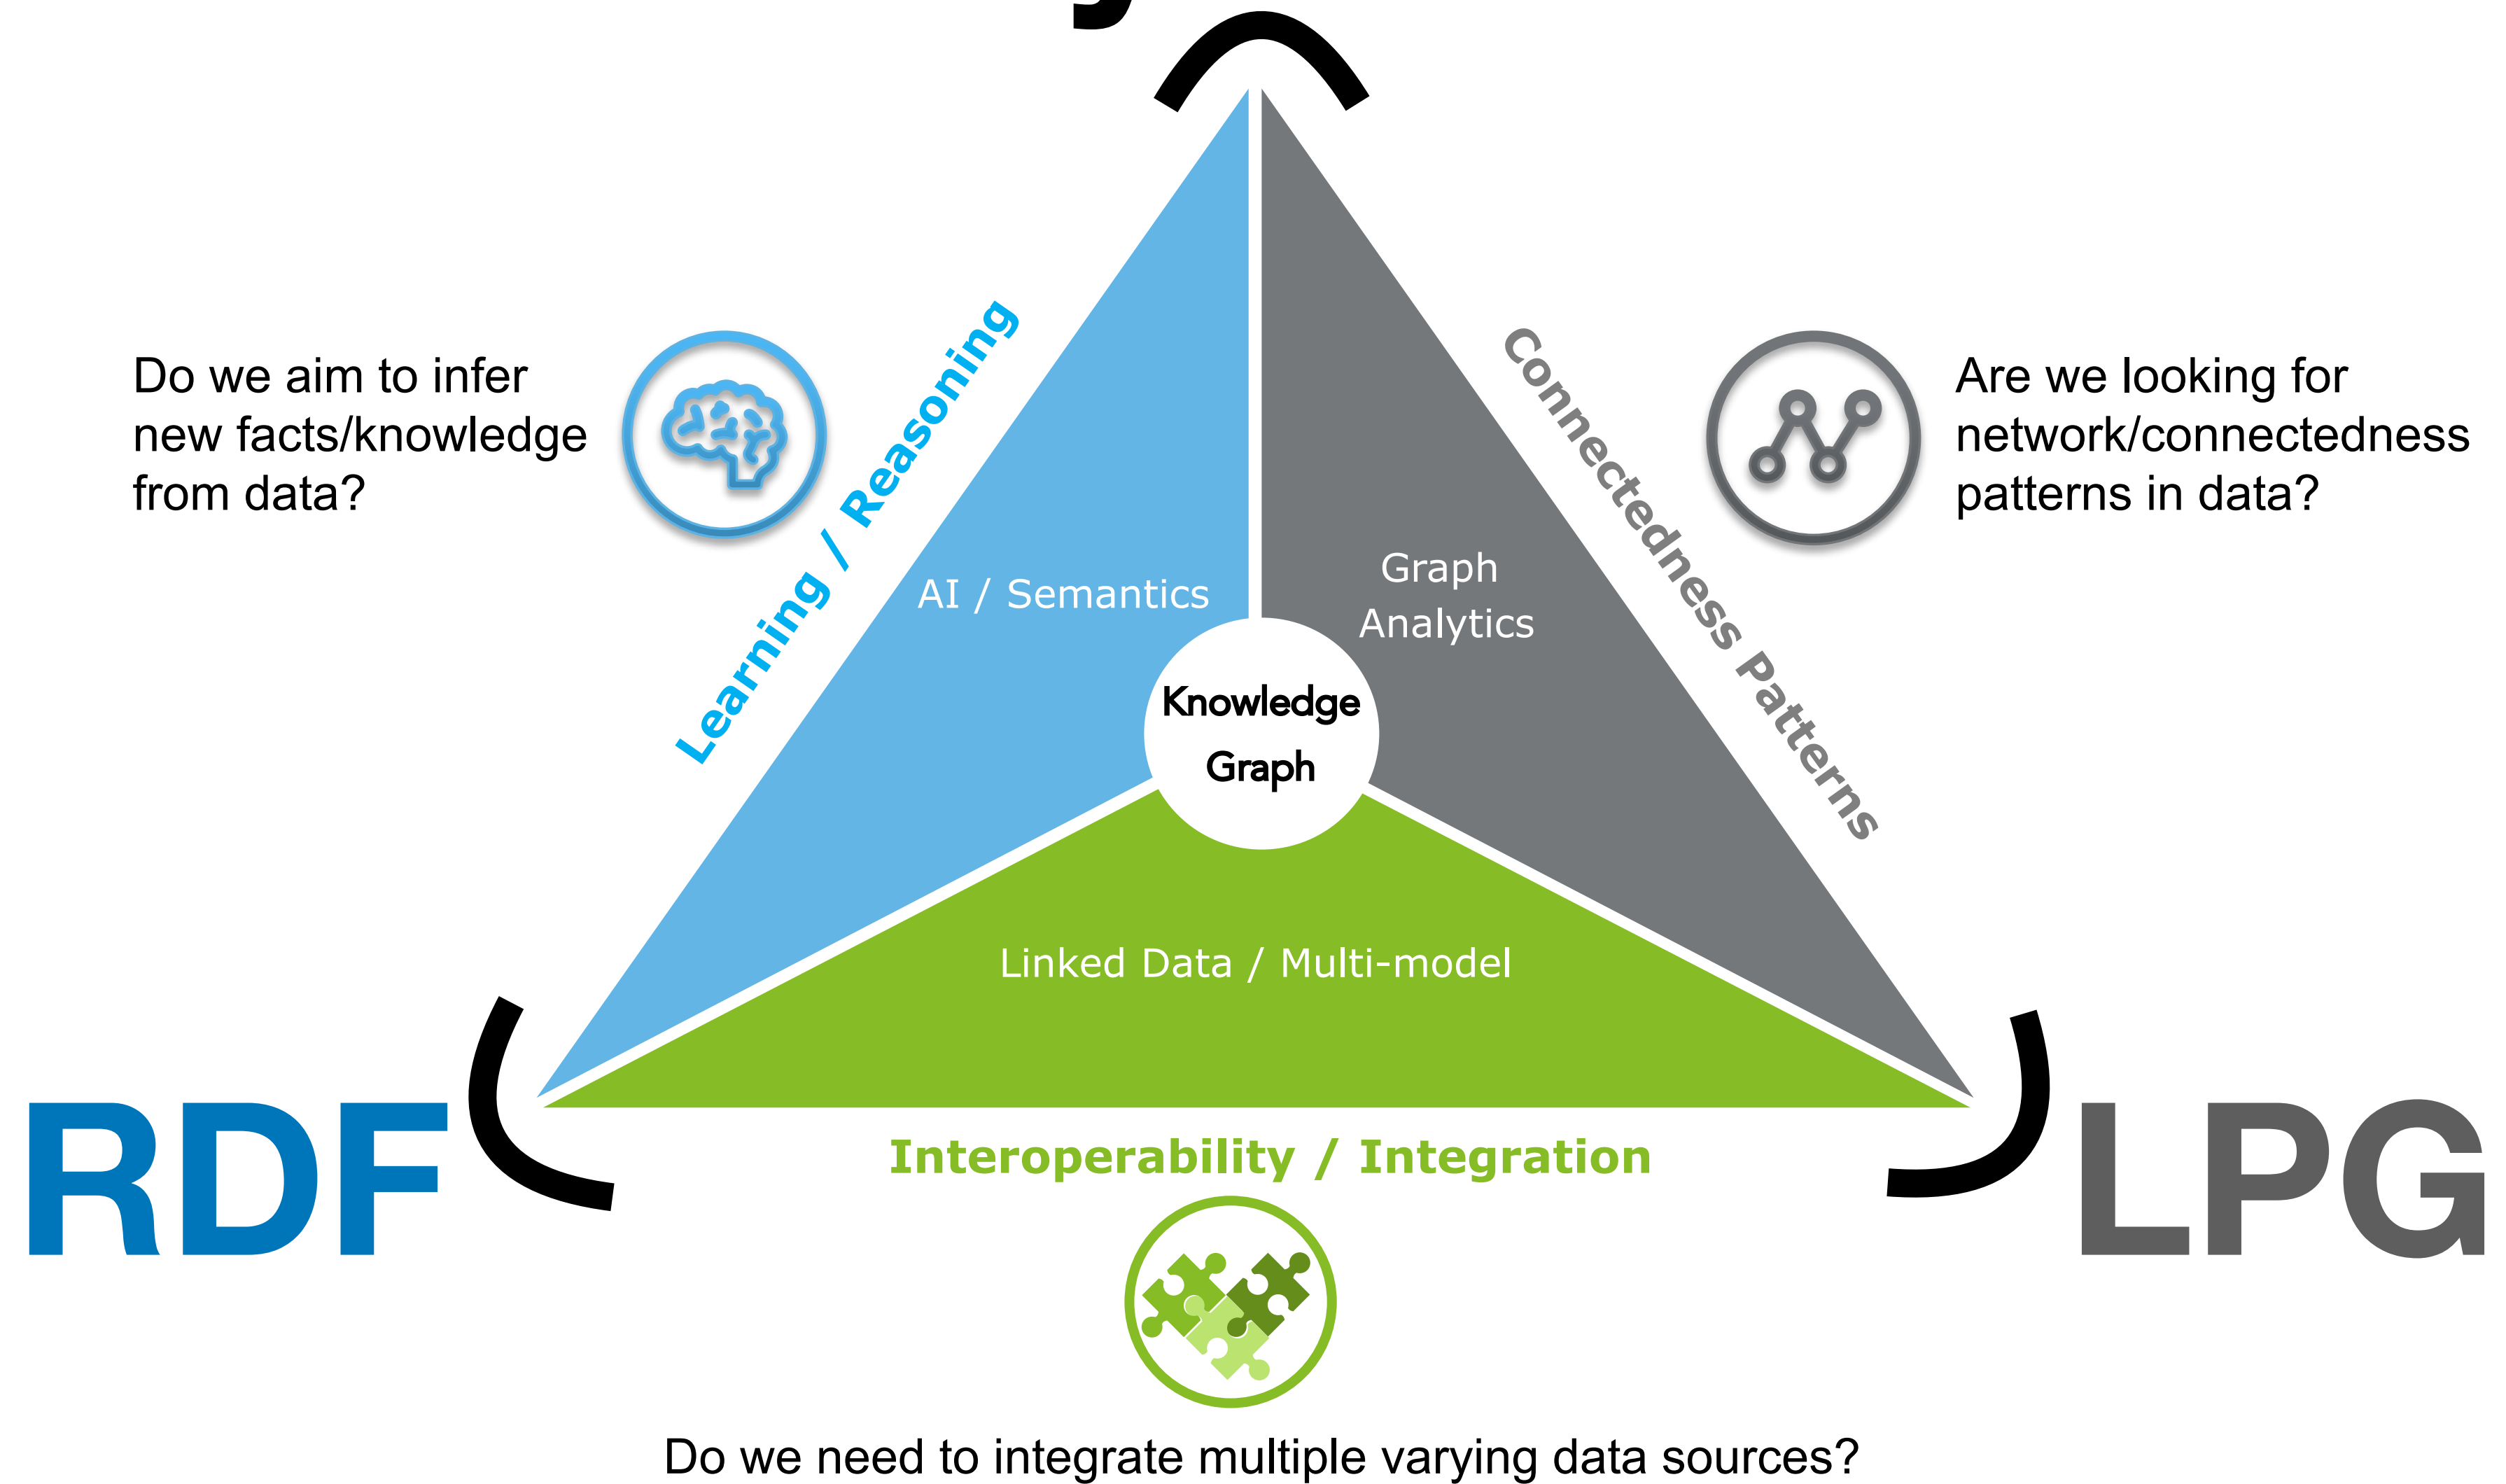 Do we aim to infer
new facts/knowledge
from data?
Learning / Reasoning
Connectedness Patterns
Are we looking for
network/connectedness
patterns in data?
AI / Semantics
Graph
Analytics
Knowledge
Graph
Linked Data / Multi-model
RDF
LPG
Interoperability / Integration
Do we need to integrate multiple varying data sources?